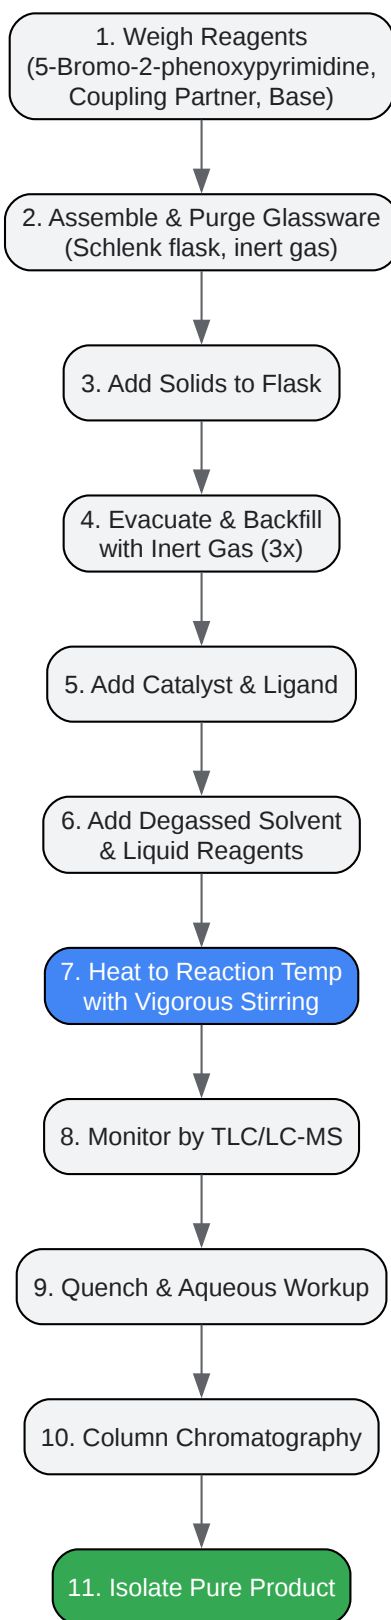 1. Weigh Reagents
(5-Bromo-2-phenoxypyrimidine,
Coupling Partner, Base)
2. Assemble & Purge Glassware
(Schlenk flask, inert gas)
3. Add Solids to Flask
4. Evacuate & Backfill
with Inert Gas (3x)
5. Add Catalyst & Ligand
6. Add Degassed Solvent
& Liquid Reagents
7. Heat to Reaction Temp
with Vigorous Stirring
8. Monitor by TLC/LC-MS
9. Quench & Aqueous Workup
10. Column Chromatography
11. Isolate Pure Product